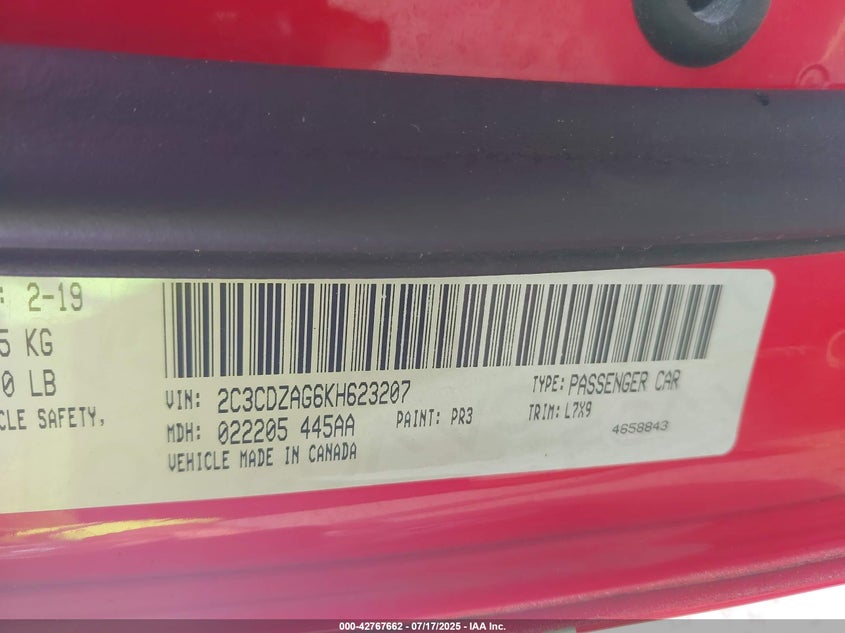 : 2-19
5 KG
0 LB
CLE SAFETY,
VIN: 2C3CDZAG6KH623207 TYPE: PASSENGER CAR
MDH: 022205 445AA PAINT: PR3 TRIM: L7X9
VEHICLE MADE IN CANADA 4658843
000-42767662 - 07/17/2025 - IAA Inc.